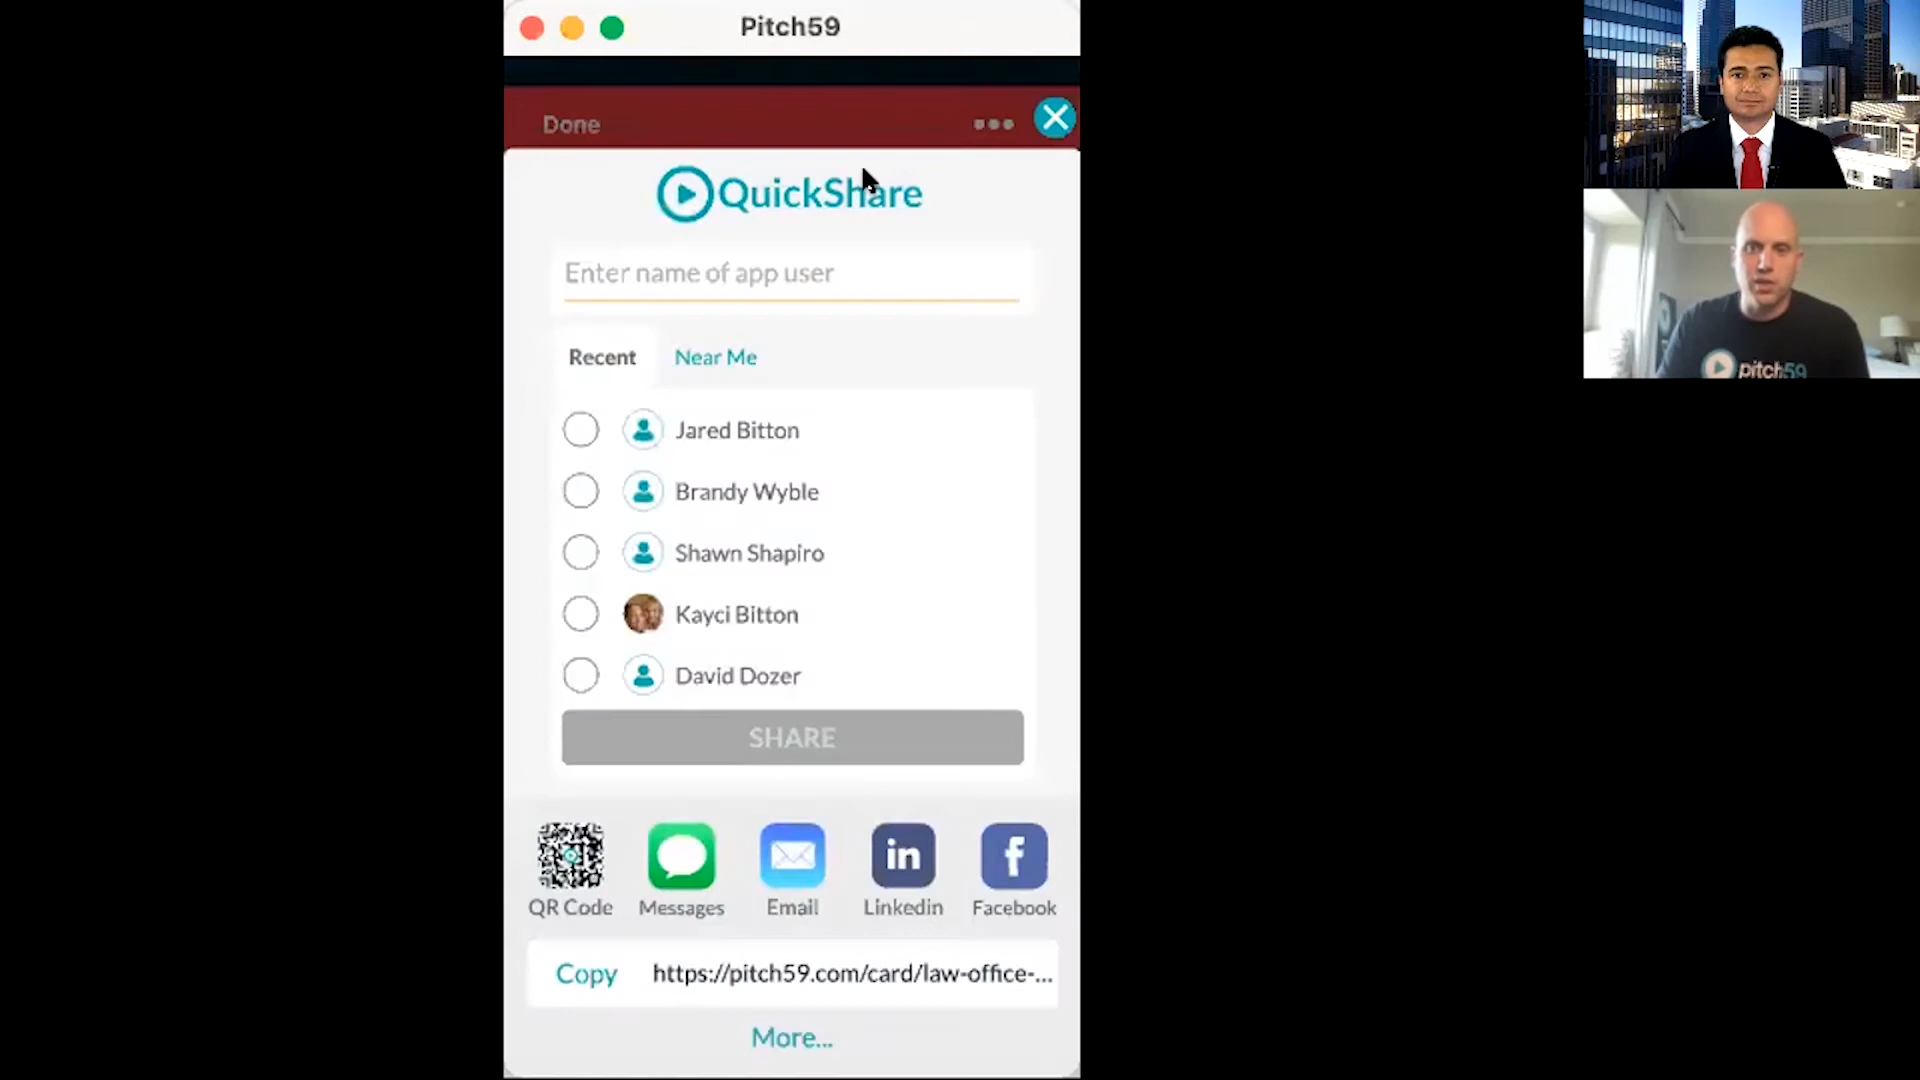 Pitch59
Done
QuickShare
Enter name of app user
Recent Near Me
Jared Bitton
Brandy Wyble
Shawn Shapiro
Kayci Bitton
David Dozer
SHARE
QR Code Messages Email Linkedin Facebook
Copy https://pitch59.com/card/law-office-...
More...
pitch59